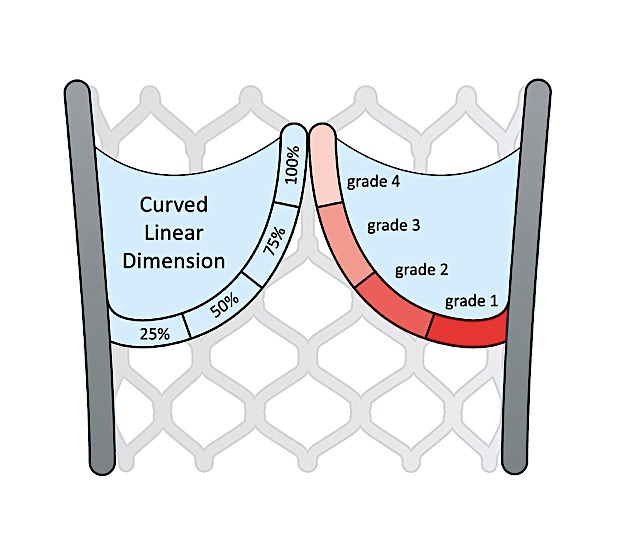 Curved
Linear
Dimension
25%
50%
75%
100%
grade 4
grade 3
grade 2
grade 1